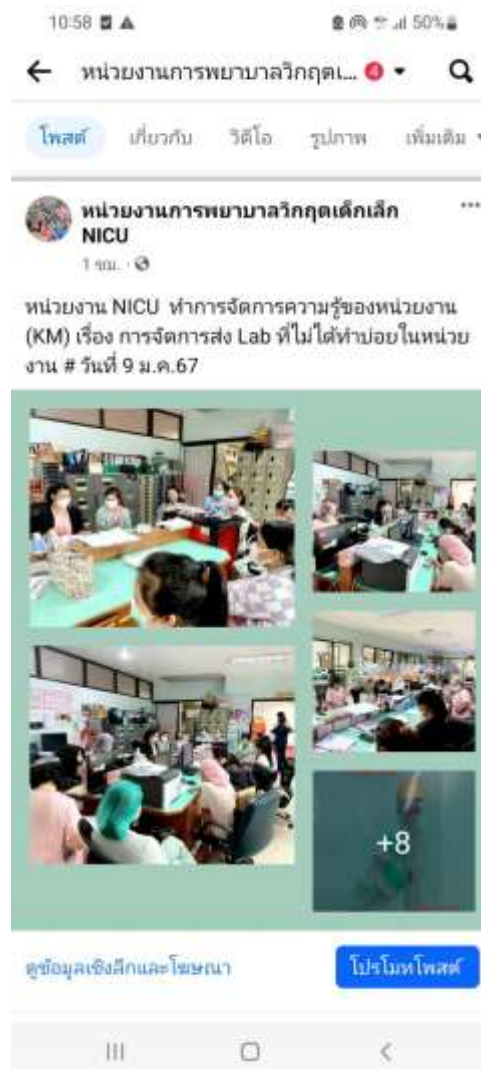 10:58
50%
หน่วยงานการพยาบาลวิกฤตเ... 4
โพสต์ เกี่ยวกับ วิดีโอ รูปภาพ เพิ่มเติม
หน่วยงานการพยาบาลวิกฤตเด็กเล็ก
NICU
1 ชม. ·
หน่วยงาน NICU ทำการจัดการความรู้ของหน่วยงาน
(KM) เรื่อง การจัดการส่ง Lab ที่ไม่ได้ทำบ่อยในหน่วย
งาน # วันที่ 9 ม.ค.67
+8
ดูข้อมูลเชิงลึกและโฆษณา
โปรโมทโพสต์